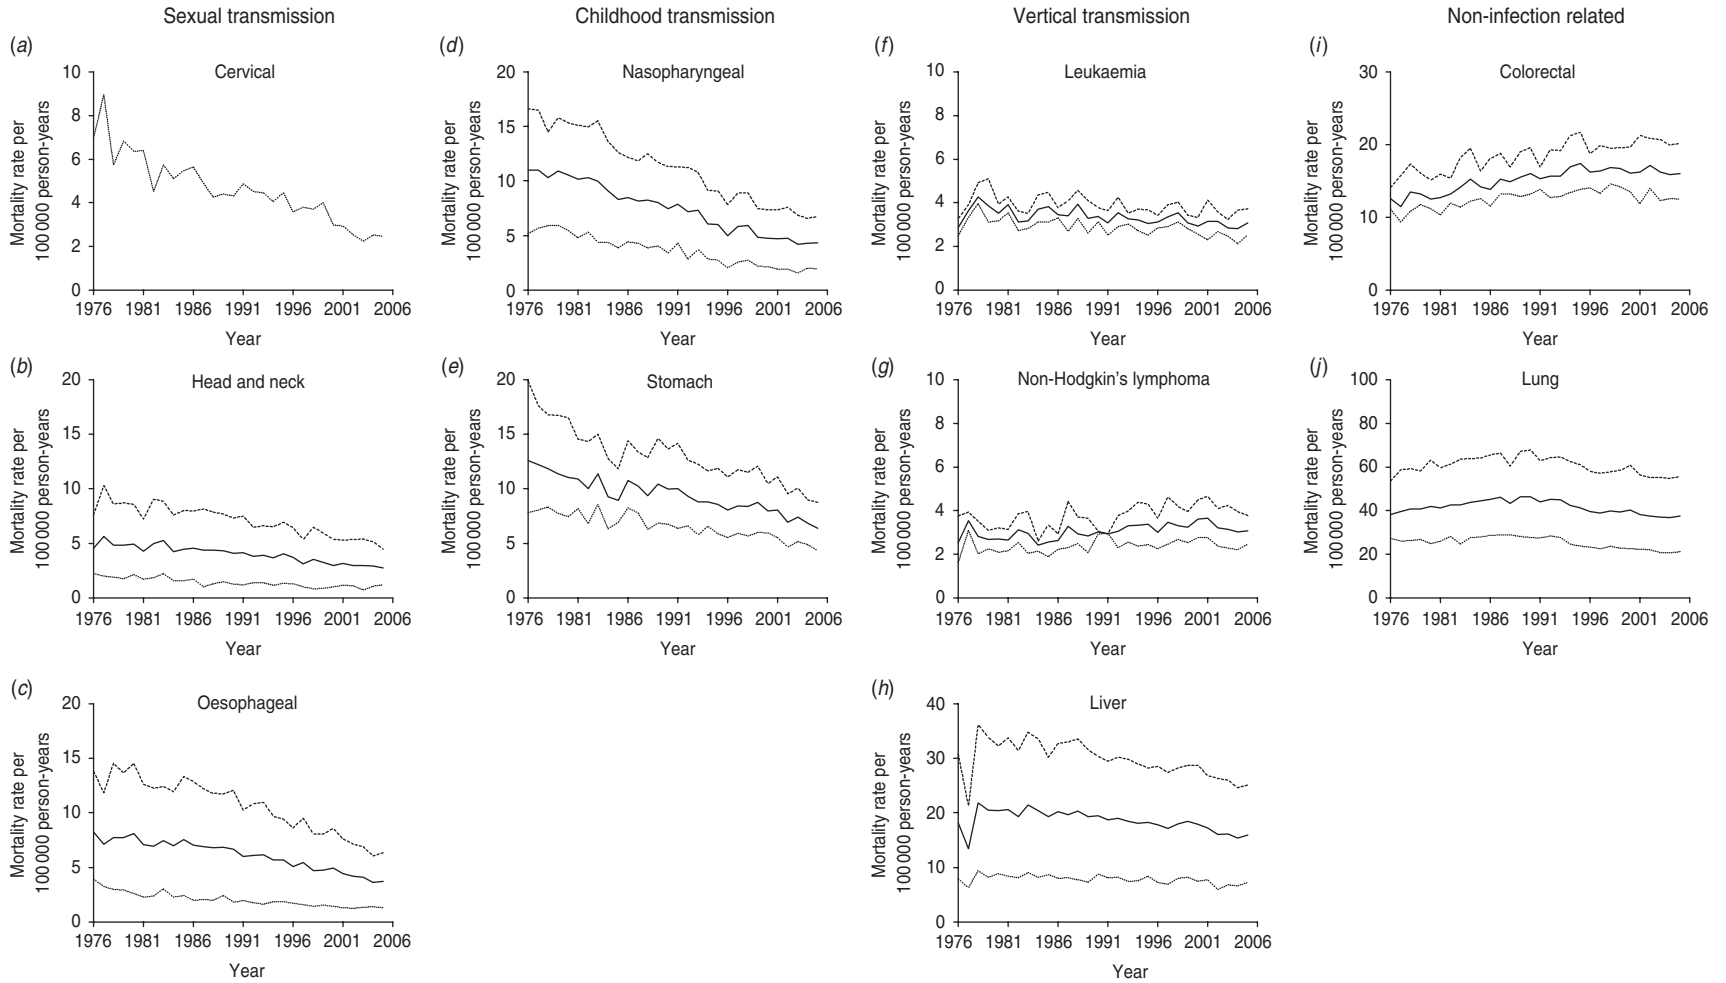 Sexual transmission
Childhood transmission
Vertical transmission
Non-infection related
(a)
Cervical
Mortality rate per
100 000 person-years
10
8
6
4
2
0
1976 1981 1986 1991 1996 2001 2006
Year
(d)
Nasopharyngeal
Mortality rate per
100 000 person-years
20
15
10
5
0
1976 1981 1986 1991 1996 2001 2006
Year
(f)
Leukaemia
Mortality rate per
100 000 person-years
10
8
6
4
2
0
1976 1981 1986 1991 1996 2001 2006
Year
(i)
Colorectal
Mortality rate per
100 000 person-years
30
20
10
0
1976 1981 1986 1991 1996 2001 2006
Year
(b)
Head and neck
Mortality rate per
100 000 person-years
20
15
10
5
0
1976 1981 1986 1991 1996 2001 2006
Year
(e)
Stomach
Mortality rate per
100 000 person-years
20
15
10
5
0
1976 1981 1986 1991 1996 2001 2006
Year
(g)
Non-Hodgkin's lymphoma
Mortality rate per
100 000 person-years
10
8
6
4
2
0
1976 1981 1986 1991 1996 2001 2006
Year
(j)
Lung
Mortality rate per
100 000 person-years
100
80
60
40
20
0
1976 1981 1986 1991 1996 2001 2006
Year
(c)
Oesophageal
Mortality rate per
100 000 person-years
20
15
10
5
0
1976 1981 1986 1991 1996 2001 2006
Year
(h)
Liver
Mortality rate per
100 000 person-years
40
30
20
10
0
1976 1981 1986 1991 1996 2001 2006
Year